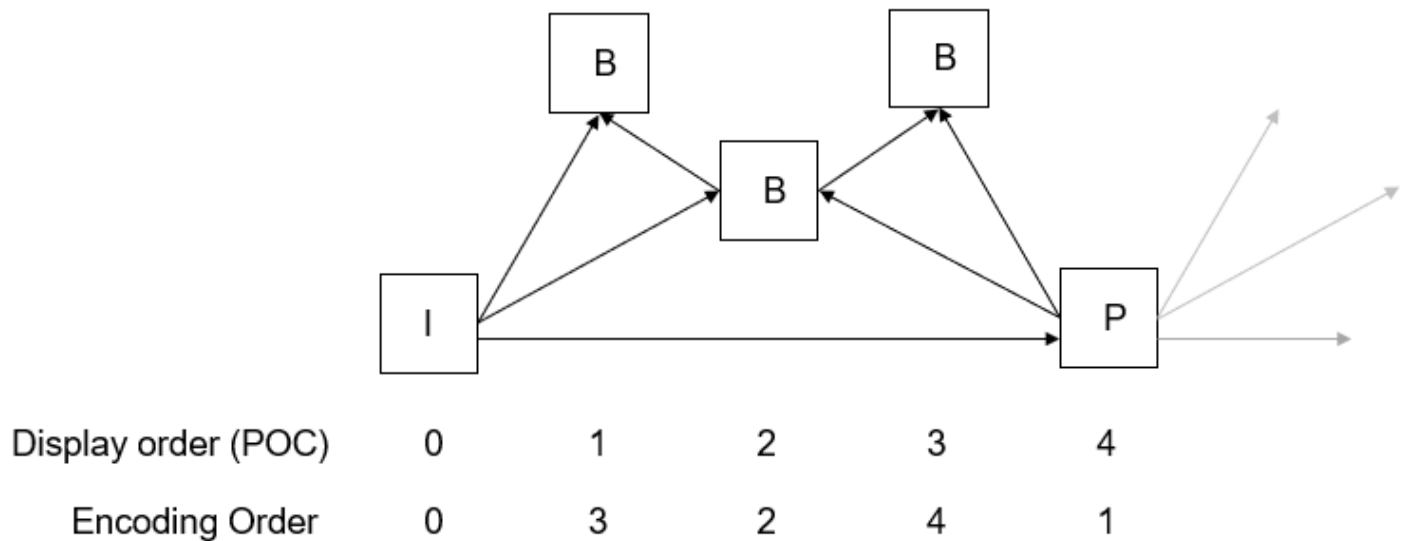 B B
B
I P
Display order (POC) 0 1 2 3 4
Encoding Order 0 3 2 4 1